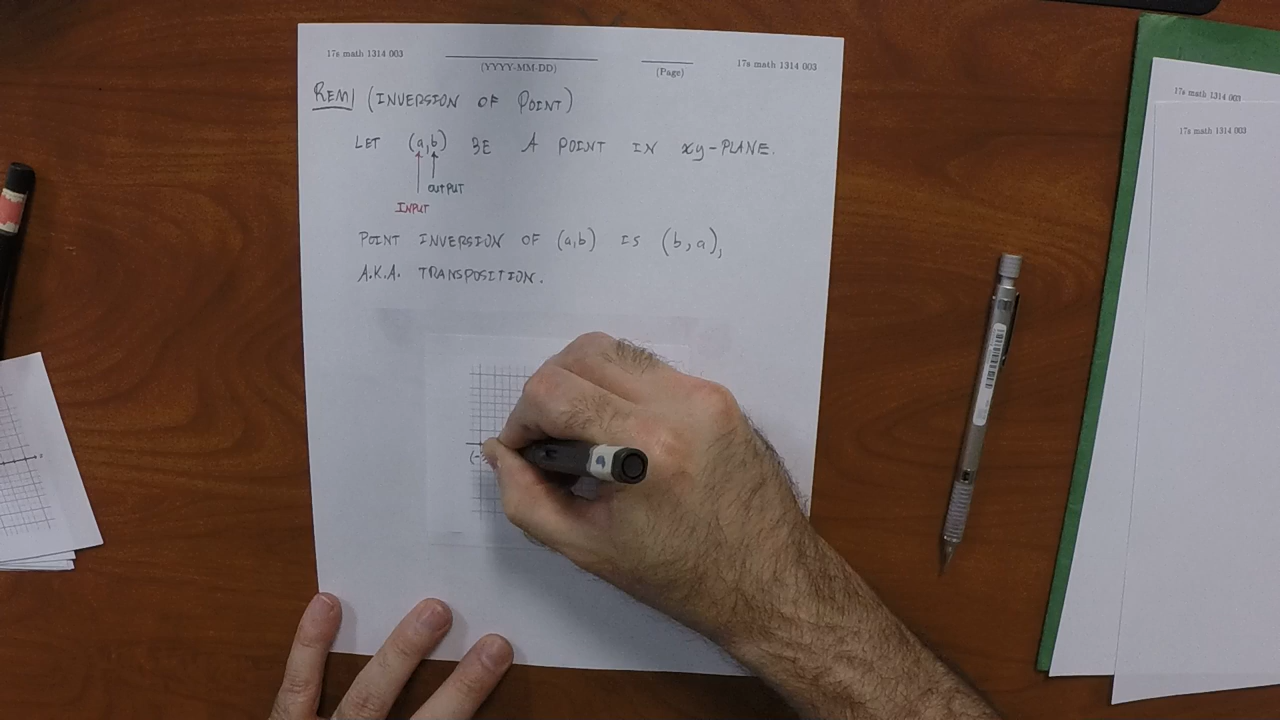 17s math 1314 003
(YYYY-MM-DD)
(Page)
17s math 1314 003
REM (INVERSION OF POINT)
LET (a,b) BE A POINT IN xy-PLANE.
OUTPUT
INPUT
POINT INVERSION OF (a,b) IS (b,a),
A.K.A. TRANSPOSITION.
(-
17s math 1314 003
17s math 1314 003